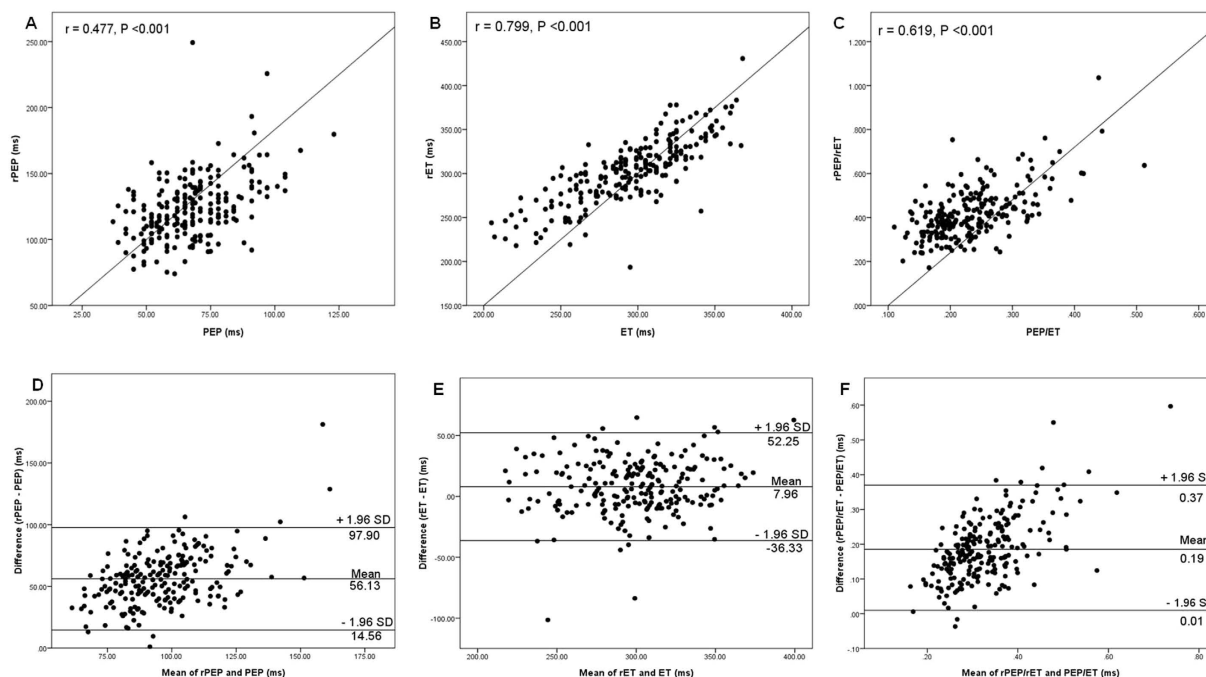 A
r = 0.477, P <0.001
250.00
200.00
150.00
100.00
50.00
rPEP (ms)
25.00 50.00 75.00 100.00 125.00
PEP (ms)
B
r = 0.799, P <0.001
450.00
400.00
350.00
300.00
250.00
200.00
150.00
rET (ms)
200.00 250.00 300.00 350.00 400.00
ET (ms)
C
r = 0.619, P <0.001
1.200
1.000
.800
.600
.400
.200
.000
rPEP/rET
.100 .200 .300 .400 .500 .600
PEP/ET
D
200.00
150.00
100.00
50.00
.00
Difference (rPEP - PEP) (ms)
+ 1.96 SD
97.90
Mean
56.13
- 1.96 SD
14.56
75.00 100.00 125.00 150.00 175.00
Mean of rPEP and PEP (ms)
E
50.00
.00
-50.00
-100.00
Difference (rET - ET) (ms)
+ 1.96 SD
52.25
Mean
7.96
- 1.96 SD
-36.33
200.00 250.00 300.00 350.00 400.00
Mean of rET and ET (ms)
F
.60
.50
.40
.30
.20
.10
.00
-.10
Difference (rPEP/rET - PEP/ET) (ms)
+ 1.96 SD
0.37
Mean
0.19
- 1.96 SD
0.01
.20 .40 .60 .80
Mean of rPEP/rET and PEP/ET (ms)